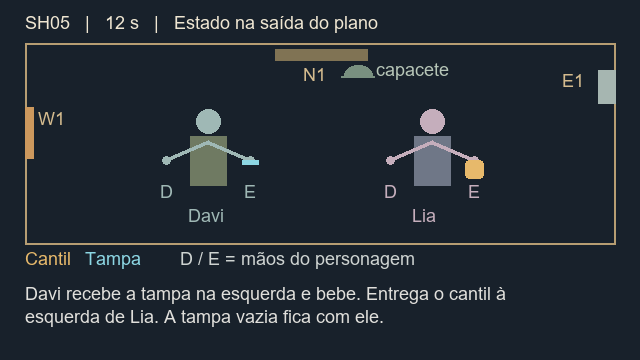 SH05 | 12 s | Estado na saída do plano
N1
capacete
E1
W1
D
E
D
E
Davi
Lia
Cantil Tampa D / E = mãos do personagem
Davi recebe a tampa na esquerda e bebe. Entrega o cantil à
esquerda de Lia. A tampa vazia fica com ele.